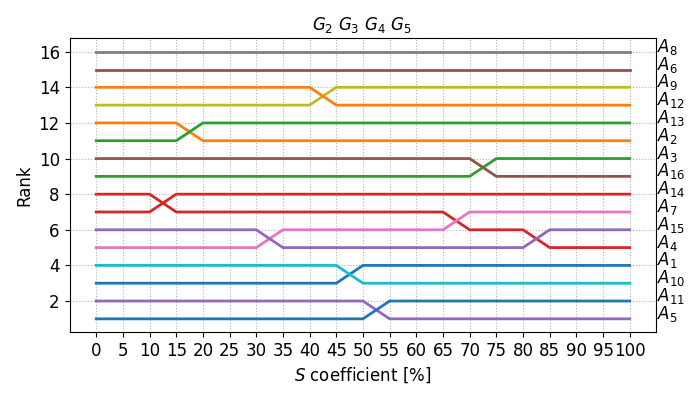 G₂ G₃ G₄ G₅
16
14
12
10
8
6
4
2
Rank
A₈
A₆
A₉
A₁₂
A₁₃
A₂
A₃
A₁₆
A₁₄
A₇
A₁₅
A₄
A₁
A₁₀
A₁₁
A₅
0 5 10 15 20 25 30 35 40 45 50 55 60 65 70 75 80 85 90 95 100
S coefficient [%]